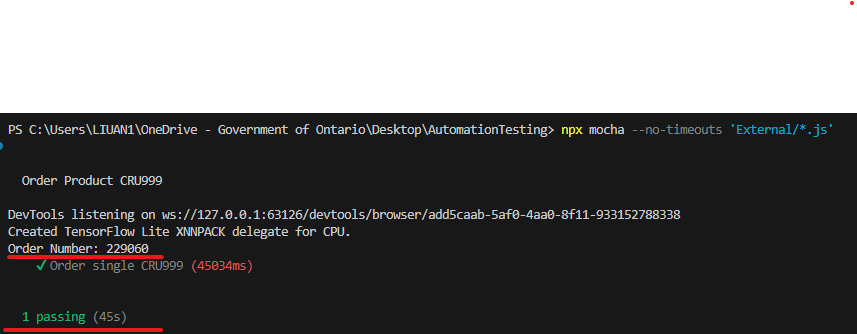 PS C:\Users\LIUAN1\OneDrive - Government of Ontario\Desktop\AutomationTesting> npx mocha --no-timeouts 'External/*.js'
Order Product CRU999
DevTools listening on ws://127.0.0.1:63126/devtools/browser/add5caab-5af0-4aa0-8f11-933152788338
Created TensorFlow Lite XNNPACK delegate for CPU.
Order Number: 229060
✓ Order single CRU999 (45034ms)
1 passing (45s)